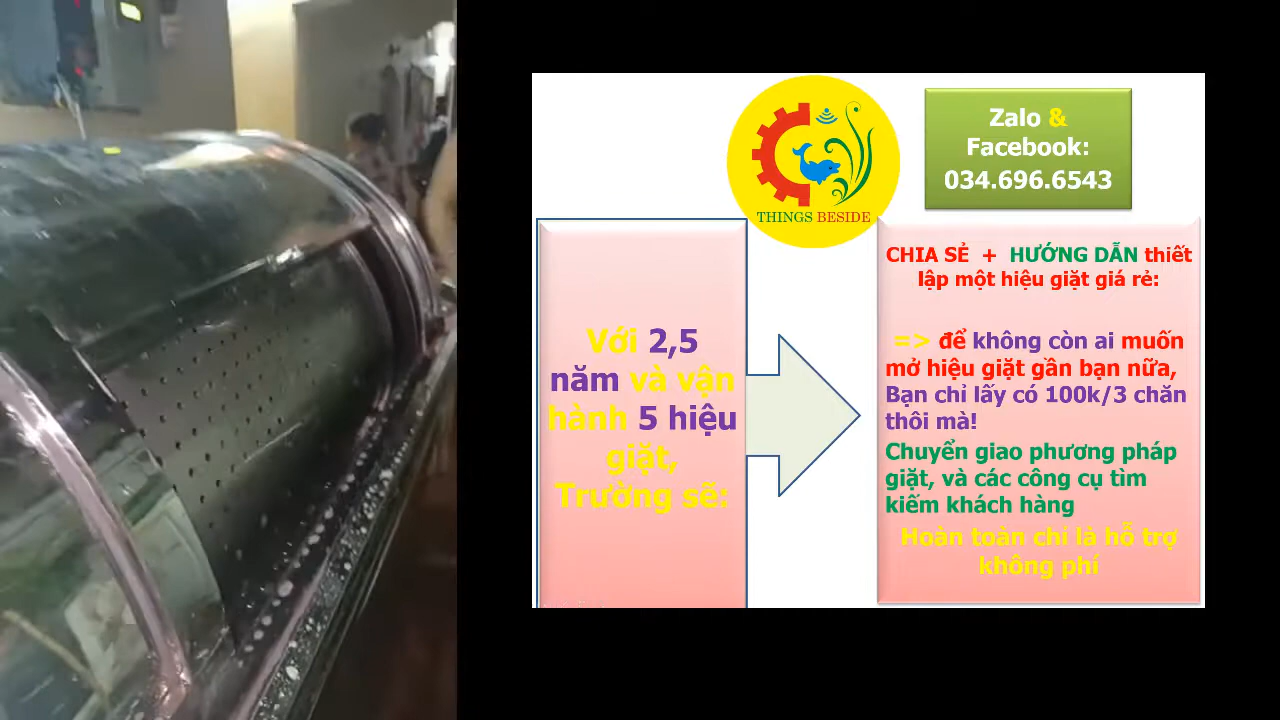 THINGS BESIDE
Zalo &
Facebook:
034.696.6543
Với 2,5
năm và vận
hành 5 hiệu
giặt,
Trường sẽ:
CHIA SẺ + HƯỚNG DẪN thiết
lập một hiệu giặt giá rẻ:
=> để không còn ai muốn
mở hiệu giặt gần bạn nữa,
Bạn chỉ lấy có 100k/3 chăn
thôi mà!
Chuyển giao phương pháp
giặt, và các công cụ tìm
kiếm khách hàng
Hoàn toàn chỉ là hỗ trợ
không phí